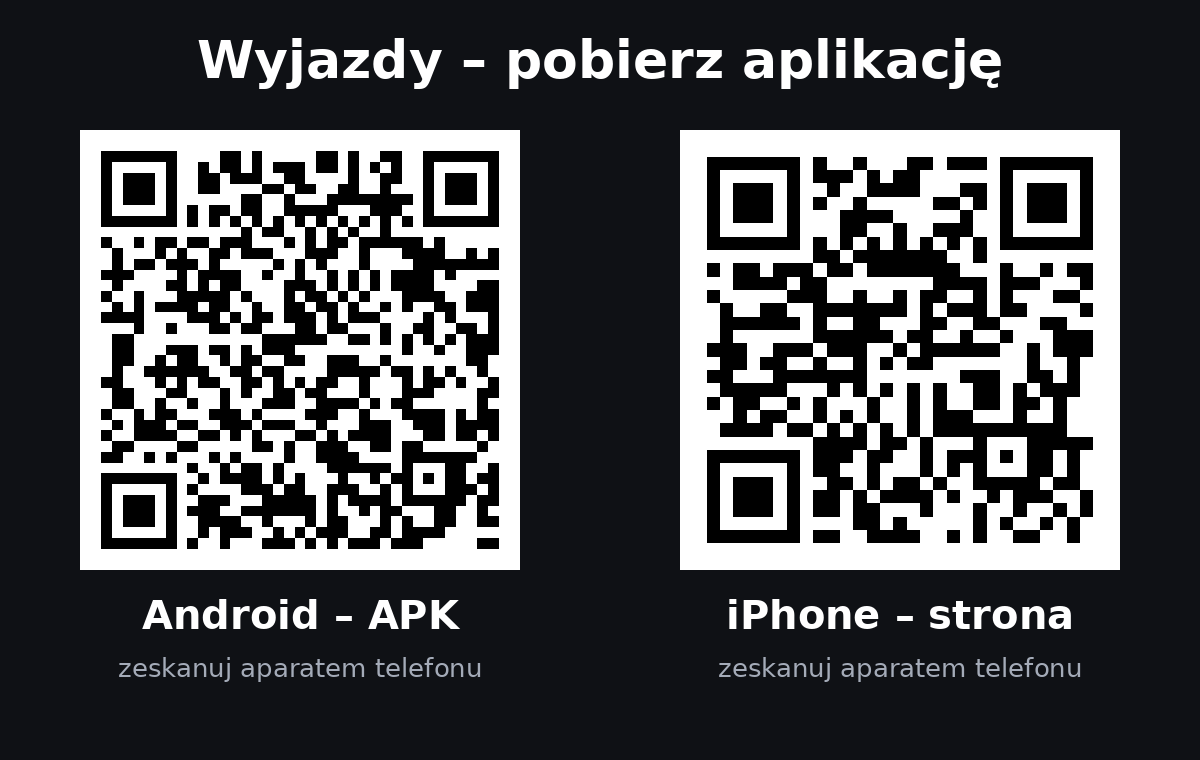 Wyjazdy – pobierz aplikację
Android – APK
iPhone – strona
zeskanuj aparatem telefonu
zeskanuj aparatem telefonu